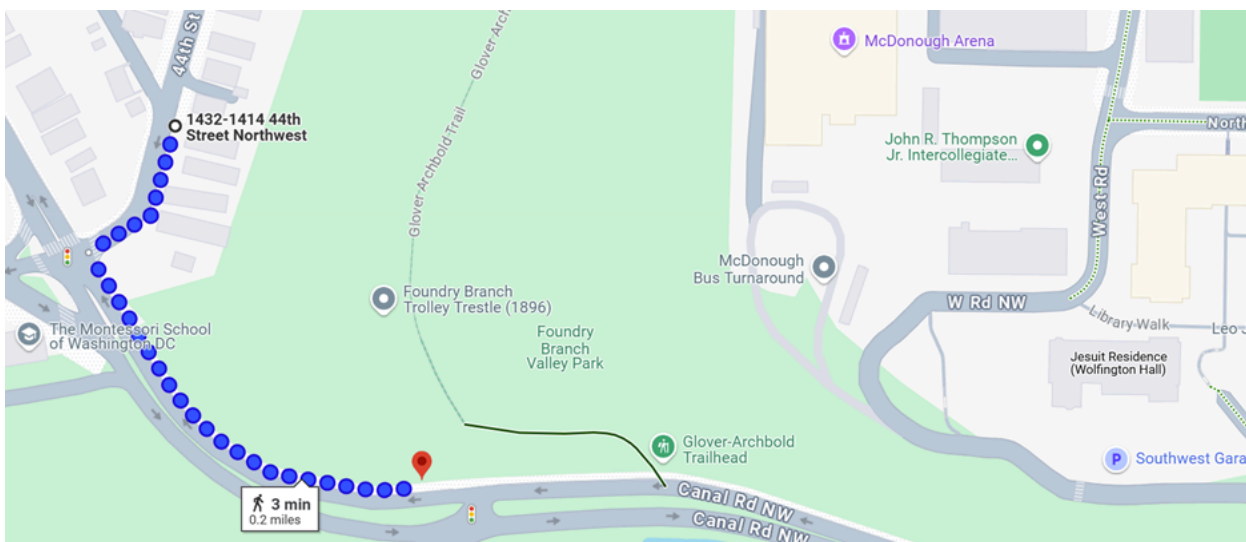 44th St
1432-1414 44th
Street Northwest
Glover Arch
Glover-Archbold Trail
Glover Archbold Trail
McDonough Arena
John R. Thompson
Jr. Intercollegiate...
North
West Rd
McDonough
Bus Turnaround
Foundry Branch
Trolley Trestle (1896)
W Rd NW
Library Walk
Leo J
The Montessori School
of Washington DC
Foundry
Branch
Valley Park
Jesuit Residence
(Wolfington Hall)
Glover-Archbold
Trailhead
P
Southwest Gara
3 min
0.2 miles
Canal Rd NW
Canal Rd NW